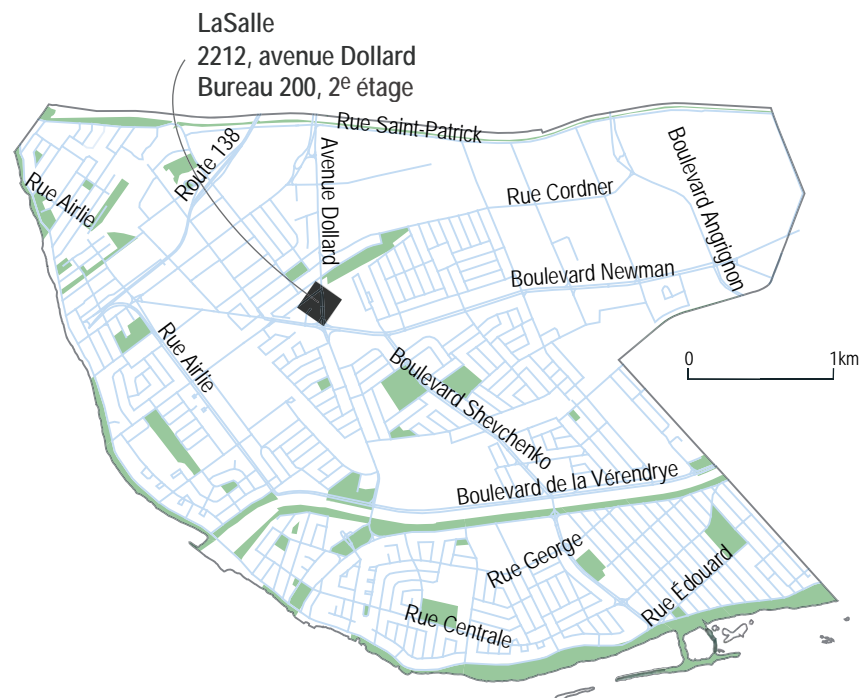 LaSalle
2212, avenue Dollard
Bureau 200, 2e étage
Rue Saint-Patrick
Route 138
Avenue Dollard
Boulevard Angrignon
Rue Airlie
Rue Cordner
Boulevard Newman
Rue Airlie
0 1km
Boulevard Shevchenko
Boulevard de la Vérendrye
Rue George
Rue Édouard
Rue Centrale